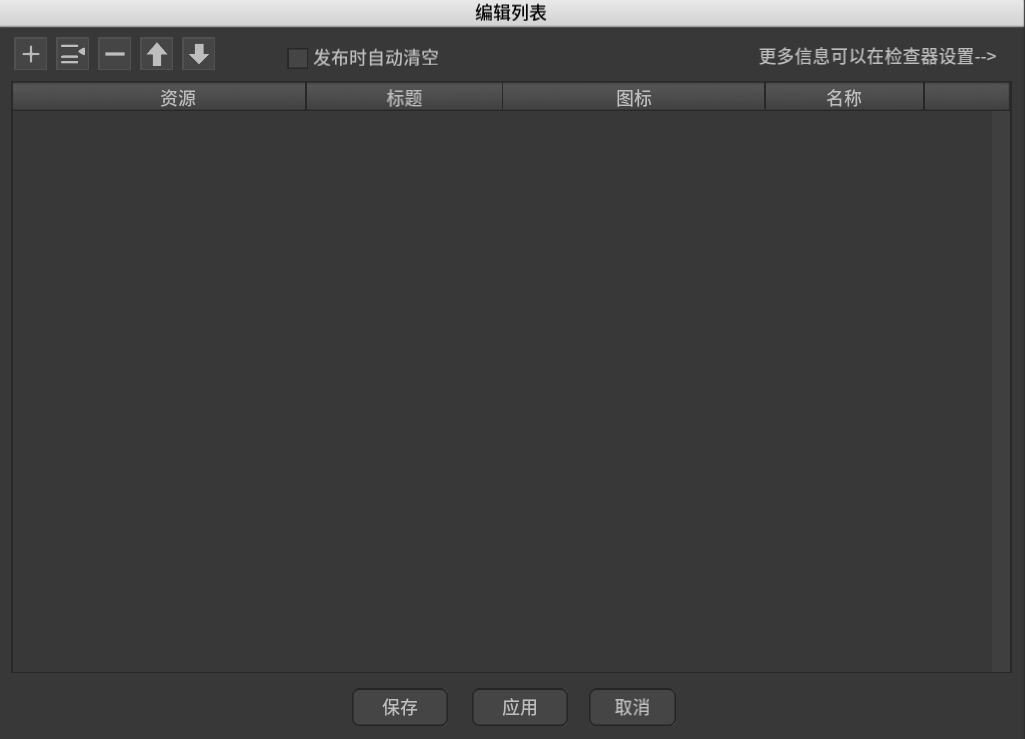 编辑列表
发布时自动清空
更多信息可以在检查器设置-->
资源 标题 图标 名称
保存 应用 取消